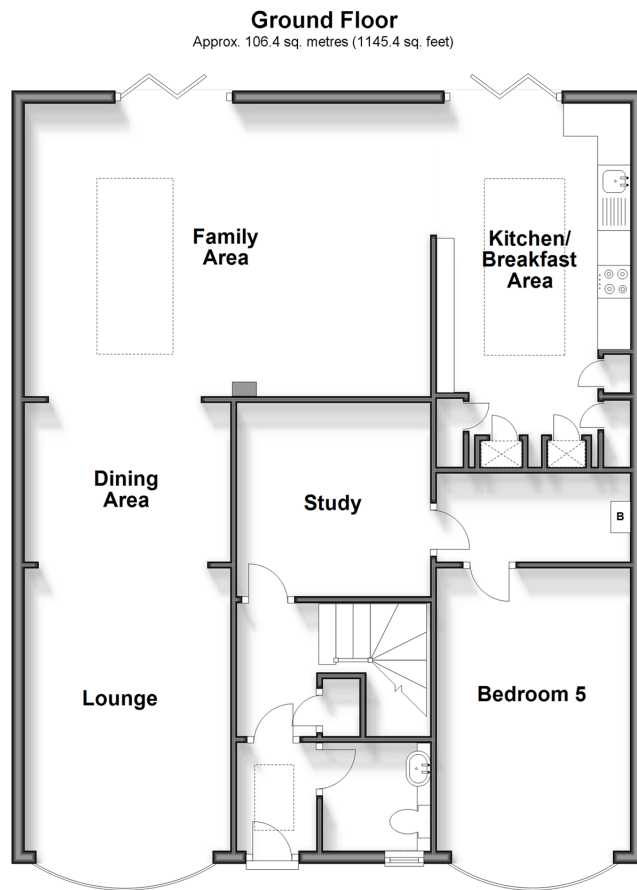 Ground Floor
Approx. 106.4 sq. metres (1145.4 sq. feet)
Family
Area
Kitchen/
Breakfast
Area
Dining
Area
Study
B
Lounge
Bedroom 5